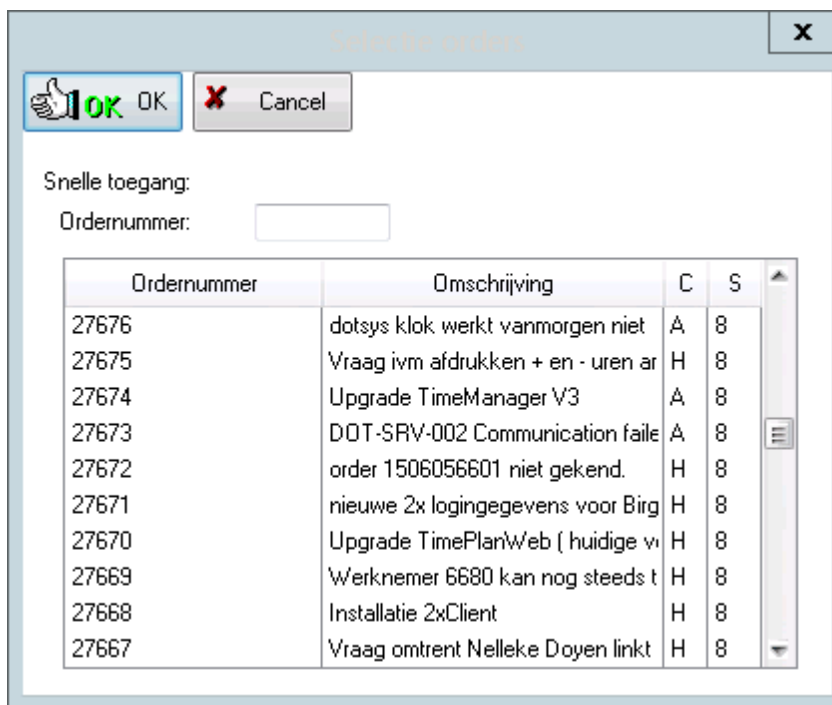 Selectie orders
x
OK OK
Cancel
Snelle toegang:
Ordernummer:
Ordernummer Omschrijving C S
27676 dotsys klok werkt vanmorgen niet A 8
27675 Vraag ivm afdrukken + en - uren ar H 8
27674 Upgrade TimeManager V3 A 8
27673 DOT-SRV-002 Communication faile A 8
27672 order 1506056601 niet gekend. H 8
27671 nieuwe 2x logingegevens voor Birg H 8
27670 Upgrade TimePlanWeb ( huidige v H 8
27669 Werknemer 6680 kan nog steeds t H 8
27668 Installatie 2xClient H 8
27667 Vraag omtrent Nelleke Doyen linkt H 8